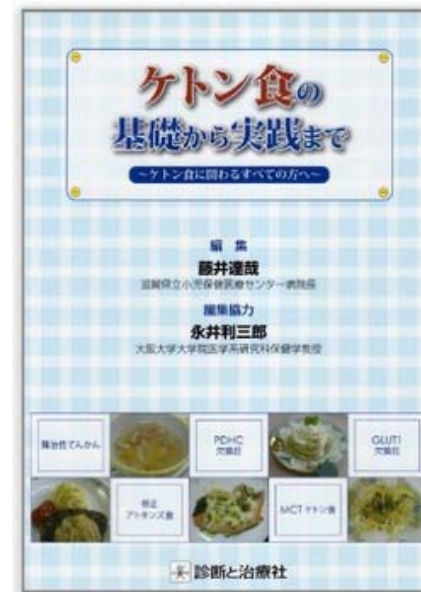 ケトン食の
基礎から実践まで
～ケトン食に関わるすべての方へ～
編 集
藤井達哉
滋賀県立小児保健医療センター病院長
編集協力
永井利三郎
大阪大学大学院医学系研究科保健学教授
難治性てんかん
PDHC
欠損症
GLUT1
欠損症
修正
アトキンズ食
MCTケトン食
診断と治療社